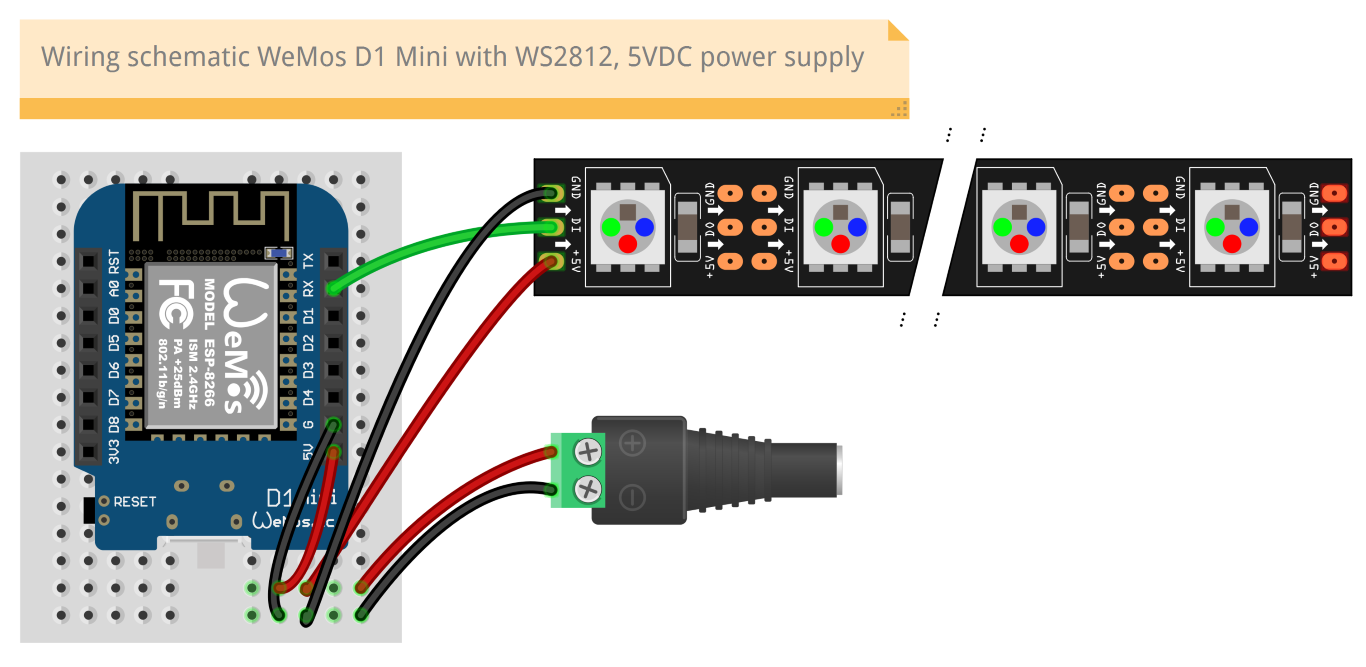 Wiring schematic WeMos D1 Mini with WS2812, 5VDC power supply
RST
A0
D0
D5
D6
D7
D8
3V3
TX
RX
D1
D2
D3
D4
G
5V
WeMos
MODEL ESP-8266
ISM 2.4GHz
PA +25dBm
802.11b/g/n
FC
RESET
D1 mini
Wemos.cc
GND
DI
+5V
GND
DO
+5V
GND
DI
+5V
GND
DO
+5V
GND
DI
+5V
GND
DO
+5V